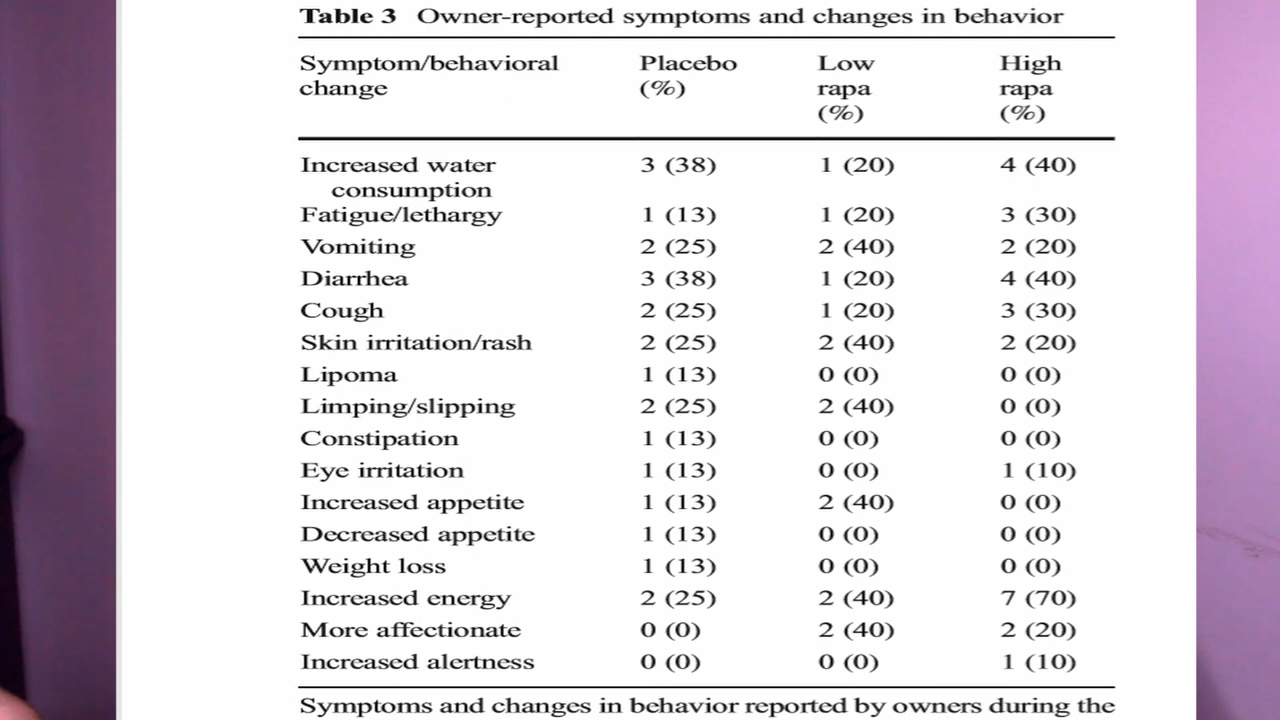 Table 3 Owner-reported symptoms and changes in behavior
Symptom/behavioral change Placebo (%) Low rapa (%) High rapa (%)
Increased water consumption 3 (38) 1 (20) 4 (40)
Fatigue/lethargy 1 (13) 1 (20) 3 (30)
Vomiting 2 (25) 2 (40) 2 (20)
Diarrhea 3 (38) 1 (20) 4 (40)
Cough 2 (25) 1 (20) 3 (30)
Skin irritation/rash 2 (25) 2 (40) 2 (20)
Lipoma 1 (13) 0 (0) 0 (0)
Limping/slipping 2 (25) 2 (40) 0 (0)
Constipation 1 (13) 0 (0) 0 (0)
Eye irritation 1 (13) 0 (0) 1 (10)
Increased appetite 1 (13) 2 (40) 0 (0)
Decreased appetite 1 (13) 0 (0) 0 (0)
Weight loss 1 (13) 0 (0) 0 (0)
Increased energy 2 (25) 2 (40) 7 (70)
More affectionate 0 (0) 2 (40) 2 (20)
Increased alertness 0 (0) 0 (0) 1 (10)
Symptoms and changes in behavior reported by owners during the